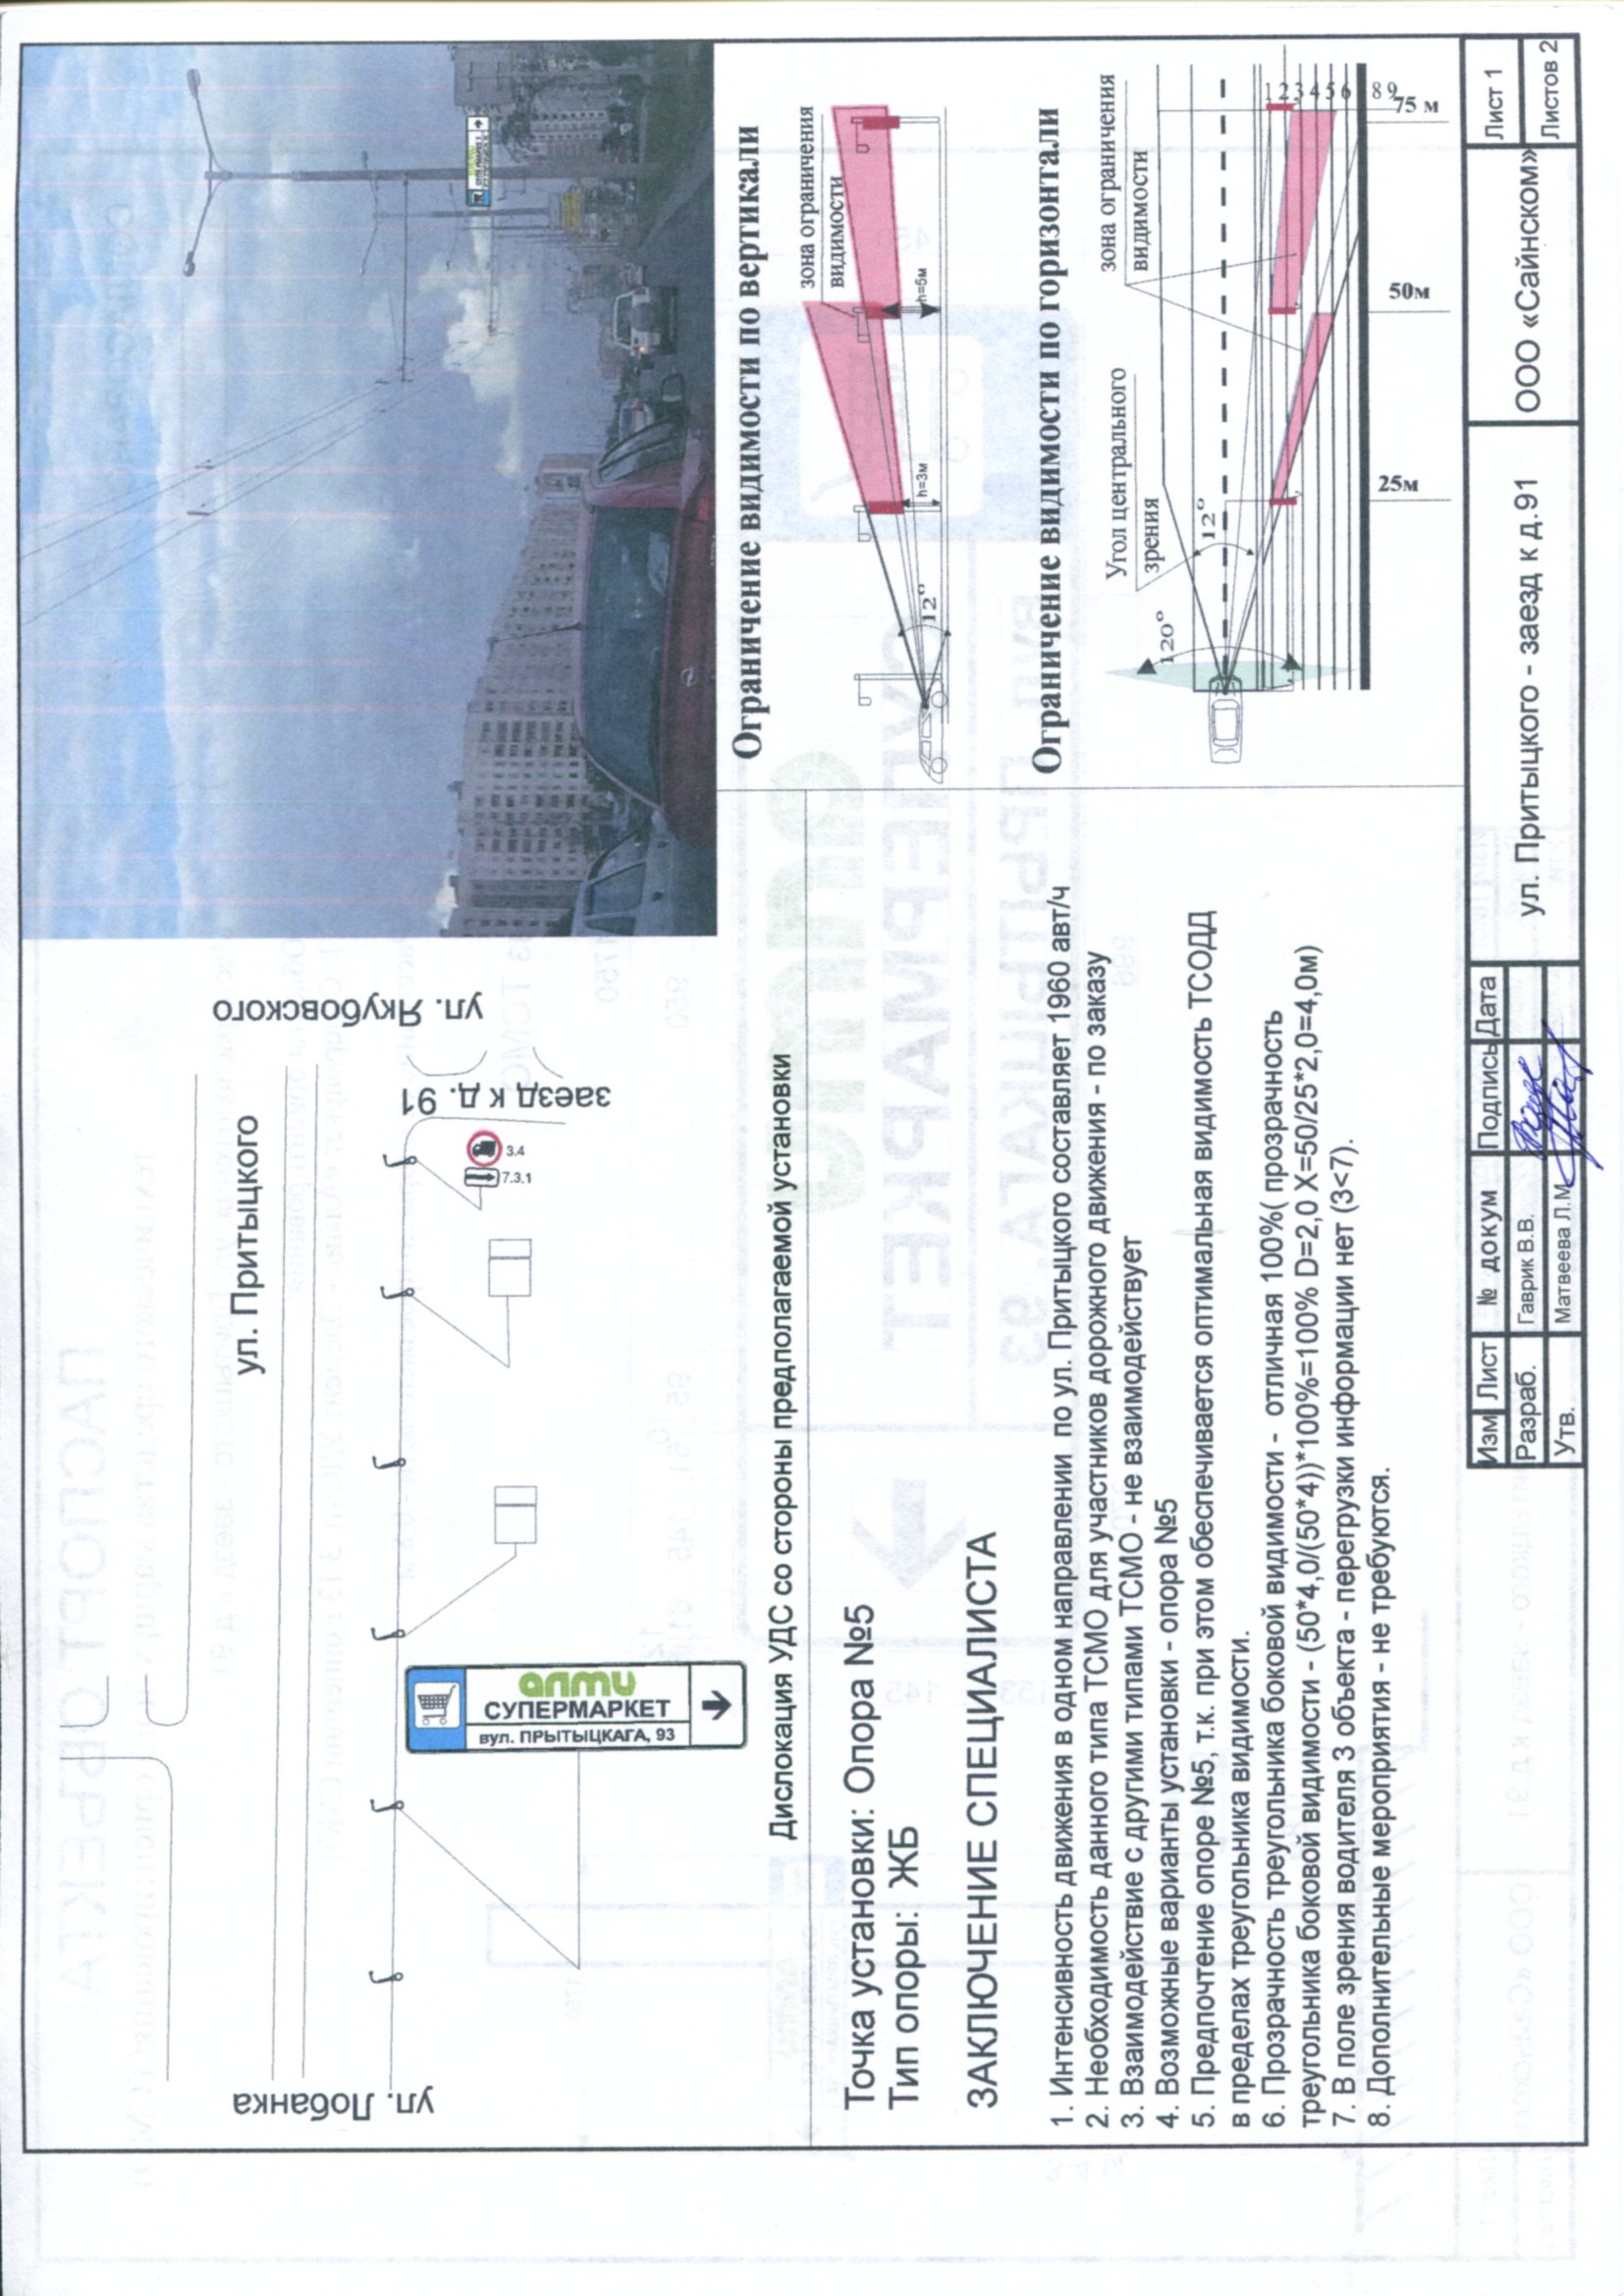 ул. Лобанка
ул. Притыцкого
ул. Якубовского
заезд к д. 91
3.4
7.3.1
алми
СУПЕРМАРКЕТ
вул. ПРЫТЫЦКАГА, 93
Дислокация УДС со стороны предполагаемой установки
Точка установки: Опора №5
Тип опоры: ЖБ
ЗАКЛЮЧЕНИЕ СПЕЦИАЛИСТА
1. Интенсивность движения в одном направлении по ул. Притыцкого составляет 1960 авт/ч
2. Необходимость данного типа ТСМО для участников дорожного движения - по заказу
3. Взаимодействие с другими типами ТСМО - не взаимодействует
4. Возможные варианты установки - опора №5
5. Предпочтение опоре №5, т.к. при этом обеспечивается оптимальная видимость ТСОДД
в пределах треугольника видимости.
6. Прозрачность треугольника боковой видимости - отличная 100%( прозрачность
треугольника боковой видимости - (50*4,0/(50*4))*100%=100% D=2,0 X=50/25*2,0=4,0м)
7. В поле зрения водителя 3 объекта - перегрузки информации нет (3<7).
8. Дополнительные мероприятия - не требуются.
Ограничение видимости по вертикали
зона ограничения
видимости
12°
h=3м
h=5м
Ограничение видимости по горизонтали
Угол центрального
зрения
зона ограничения
видимости
120°
12°
1 2 3 4 5 6 8 9
25м
50м
75 м
Изм Лист № докум Подпись Дата
Разраб. Гаврик В.В.
Утв. Матвеева Л.М.
ул. Притыцкого - заезд к д.91
ООО «Сайнском»
Лист 1
Листов 2